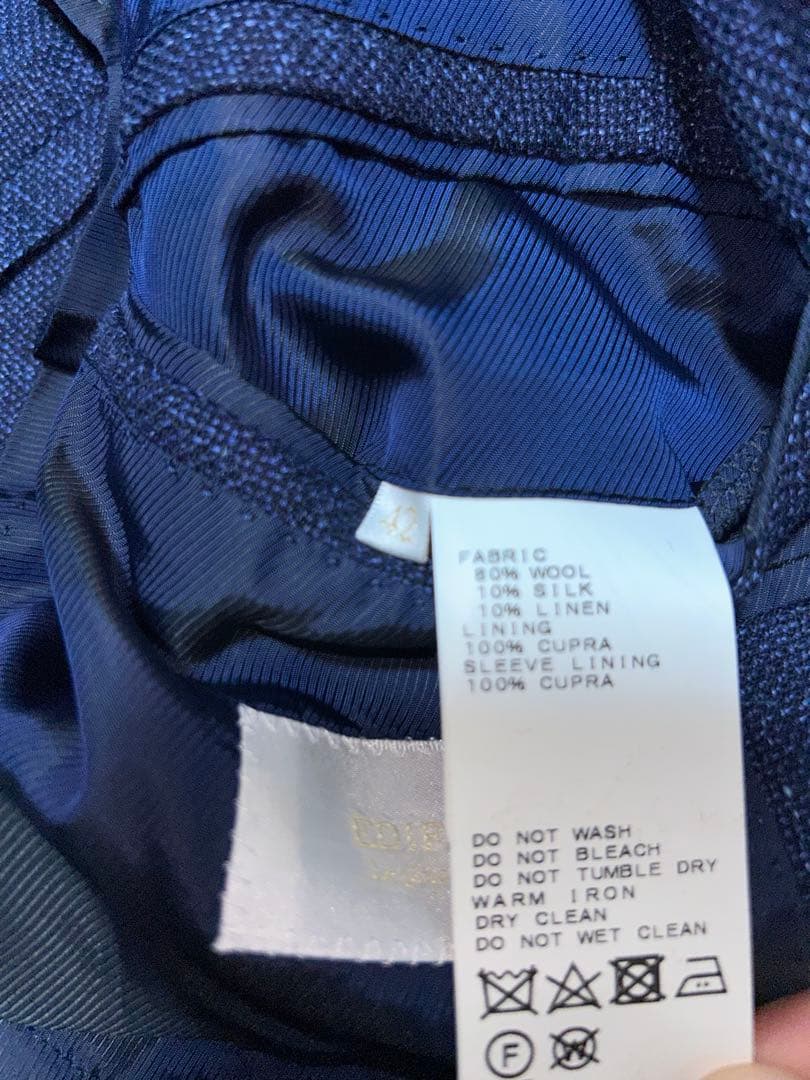 42
FABRIC
80% WOOL
10% SILK
10% LINEN
LINING
100% CUPRA
SLEEVE LINING
100% CUPRA
DO NOT WASH
DO NOT BLEACH
DO NOT TUMBLE DRY
WARM IRON
DRY CLEAN
DO NOT WET CLEAN
F W